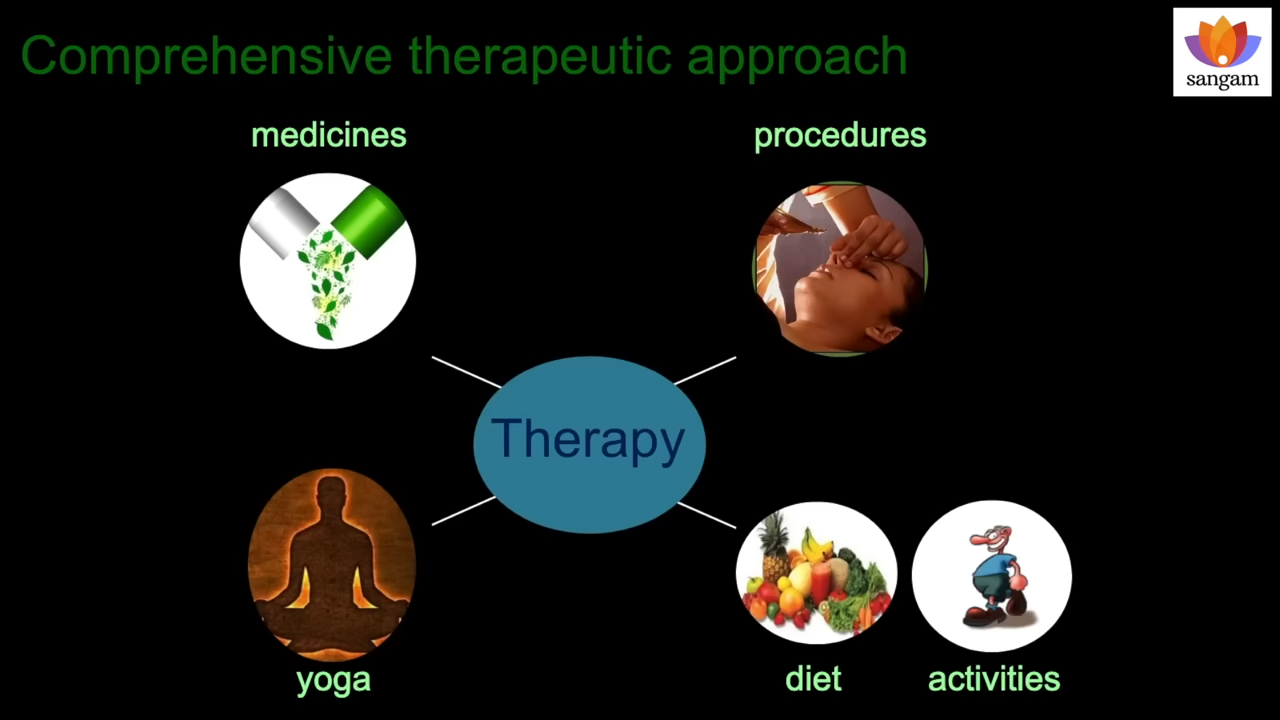 Comprehensive therapeutic approach
sangam
medicines
procedures
Therapy
yoga
diet
activities